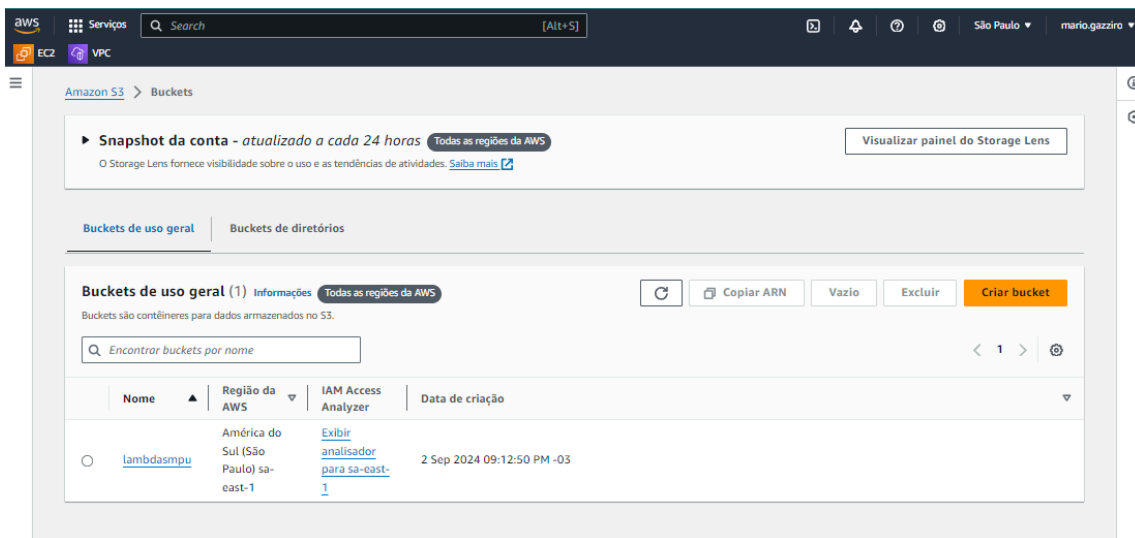 aws Serviços Search [Alt+S] São Paulo ▼ mario.gazziro ▼
EC2 VPC
Amazon S3 > Buckets
▶ Snapshot da conta - atualizado a cada 24 horas Todas as regiões da AWS Visualizar painel do Storage Lens
O Storage Lens fornece visibilidade sobre o uso e as tendências de atividades. Saiba mais
Buckets de uso geral Buckets de diretórios
Buckets de uso geral (1) Informações Todas as regiões da AWS Copiar ARN Vazio Excluir Criar bucket
Buckets são contêineres para dados armazenados no S3.
Encontrar buckets por nome < 1 >
Nome ▲ Região da AWS IAM Access Analyzer Data de criação
lambdasmpu
América do
Sul (São
Paulo) sa-
east-1
Exibir
analisador
para sa-east-
1
2 Sep 2024 09:12:50 PM -03